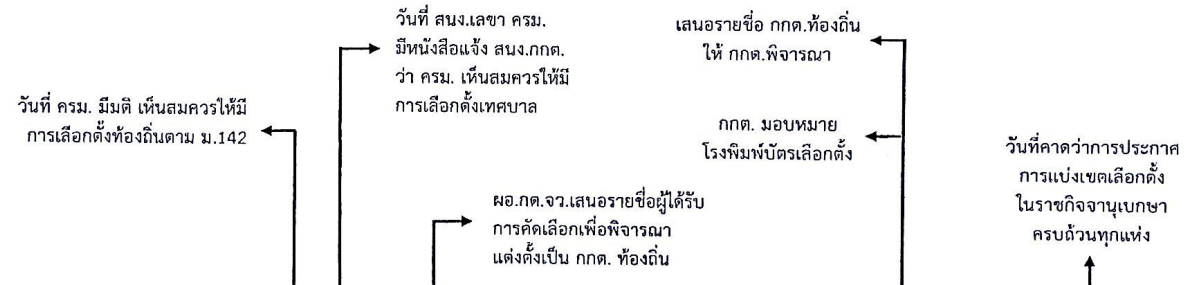 วันที่ ครม. มีมติ เห็นสมควรให้มี
การเลือกตั้งท้องถิ่นตาม ม.142
วันที่ สนง.เลขา ครม.
มีหนังสือแจ้ง สนง.กกต.
ว่า ครม. เห็นสมควรให้มี
การเลือกตั้งเทศบาล
ผอ.กต.จว.เสนอรายชื่อผู้ได้รับ
การคัดเลือกเพื่อพิจารณา
แต่งตั้งเป็น กกต. ท้องถิ่น
เสนอรายชื่อ กกต.ท้องถิ่น
ให้ กกต.พิจารณา
กกต. มอบหมาย
โรงพิมพ์บัตรเลือกตั้ง
วันที่คาดว่าการประกาศ
การแบ่งเขตเลือกตั้ง
ในราชกิจจานุเบกษา
ครบถ้วนทุกแห่ง